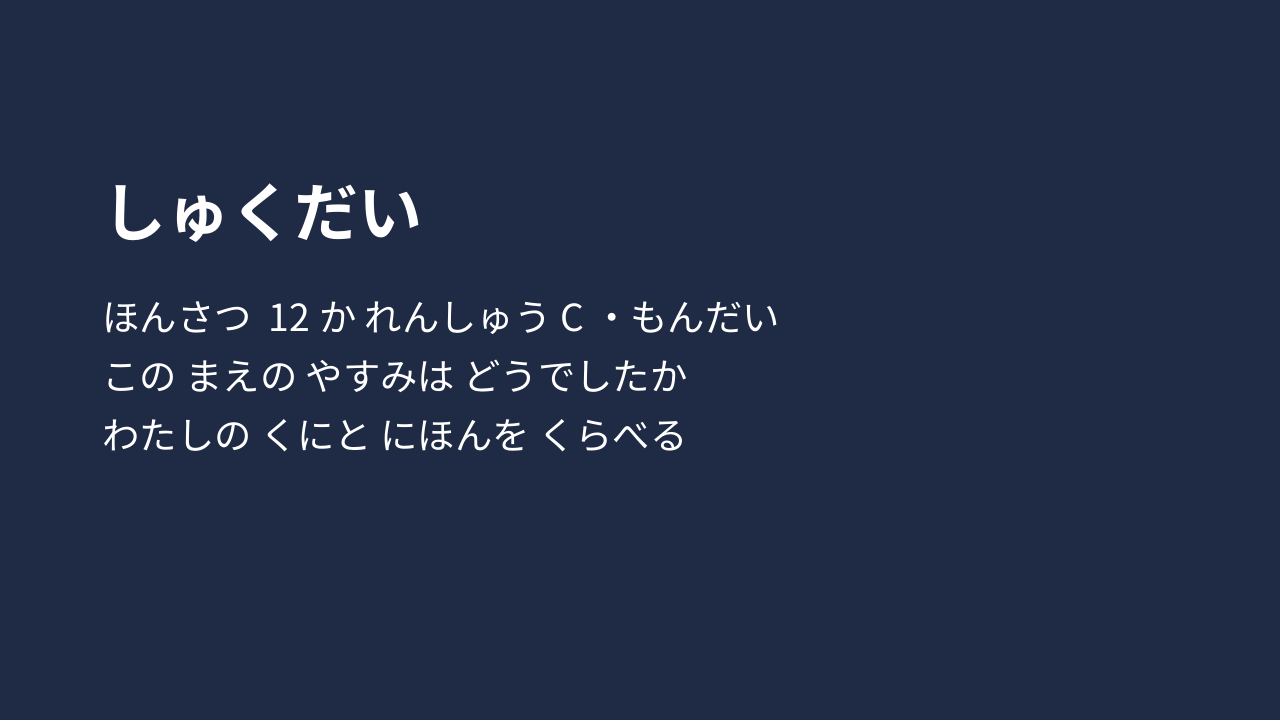 しゅくだい
ほんさつ 12 か れんしゅう C ・もんだい
この まえの やすみは どうでしたか
わたしの くにと にほんを くらべる